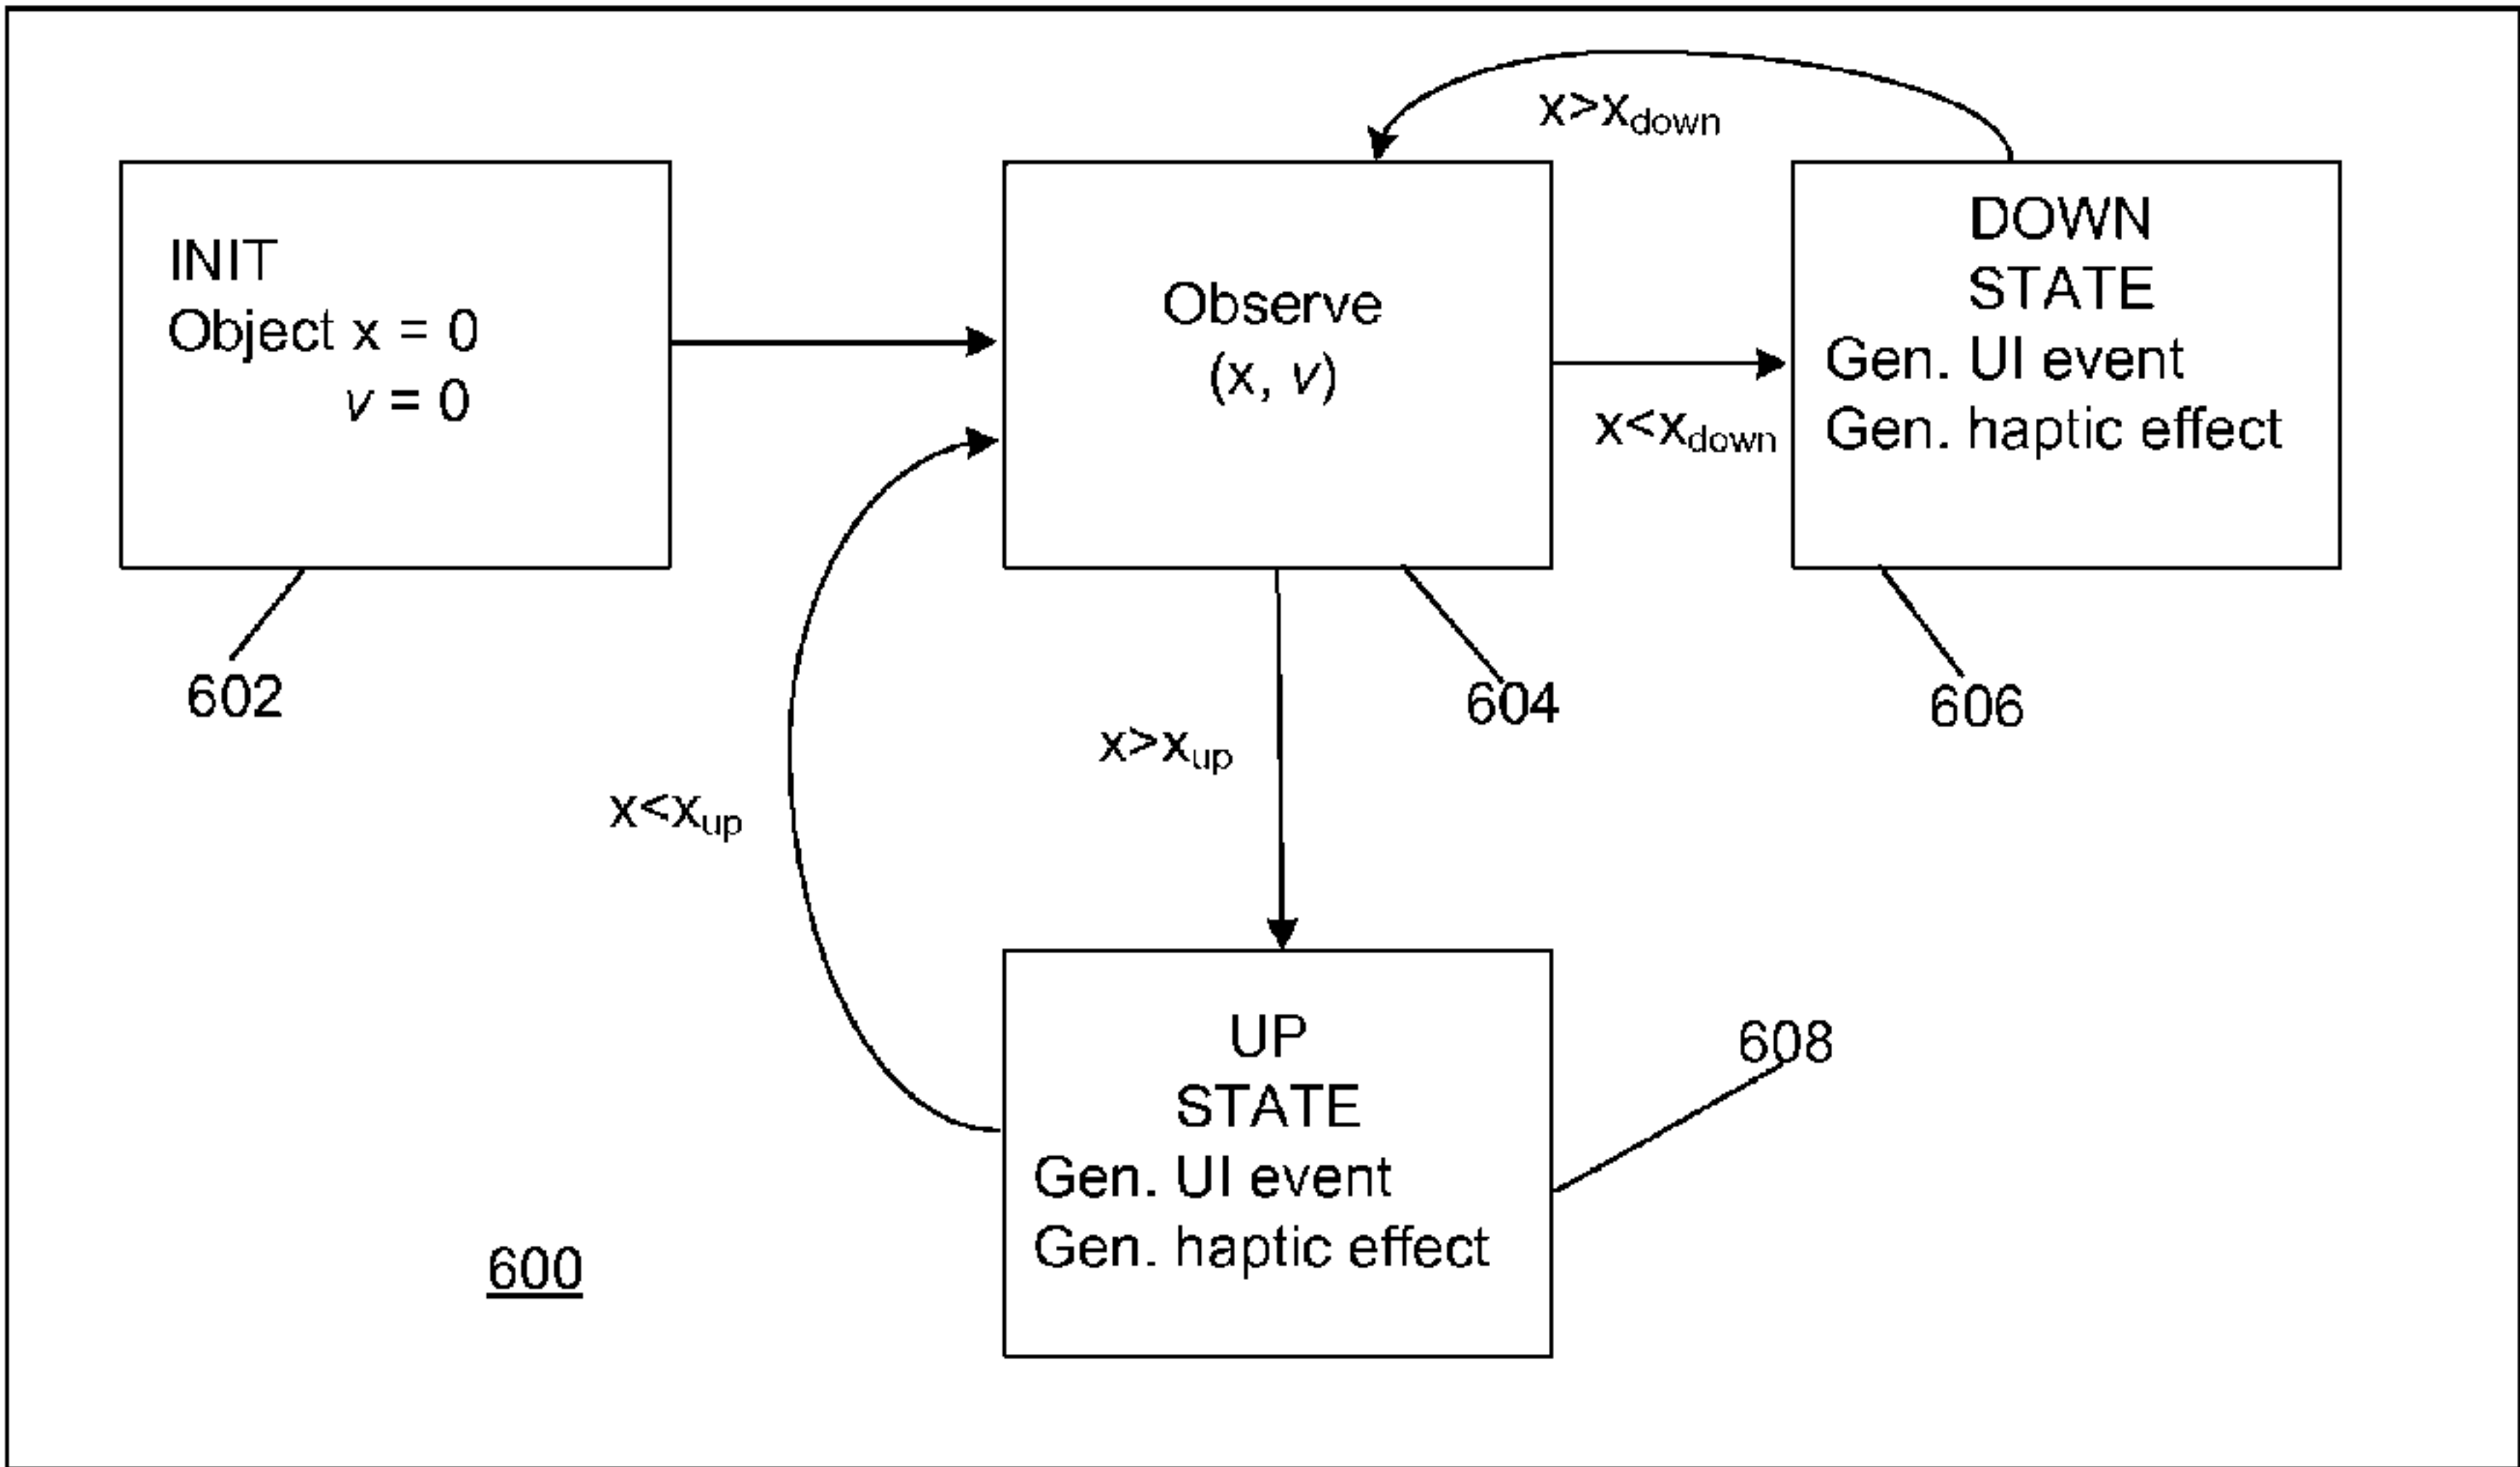 x>xdown
INIT
Object x = 0
v = 0
Observe
(x, v)
DOWN
STATE
Gen. UI event
Gen. haptic effect
x<xdown
602
604
606
x>xup
x<xup
UP
STATE
Gen. UI event
Gen. haptic effect
608
600